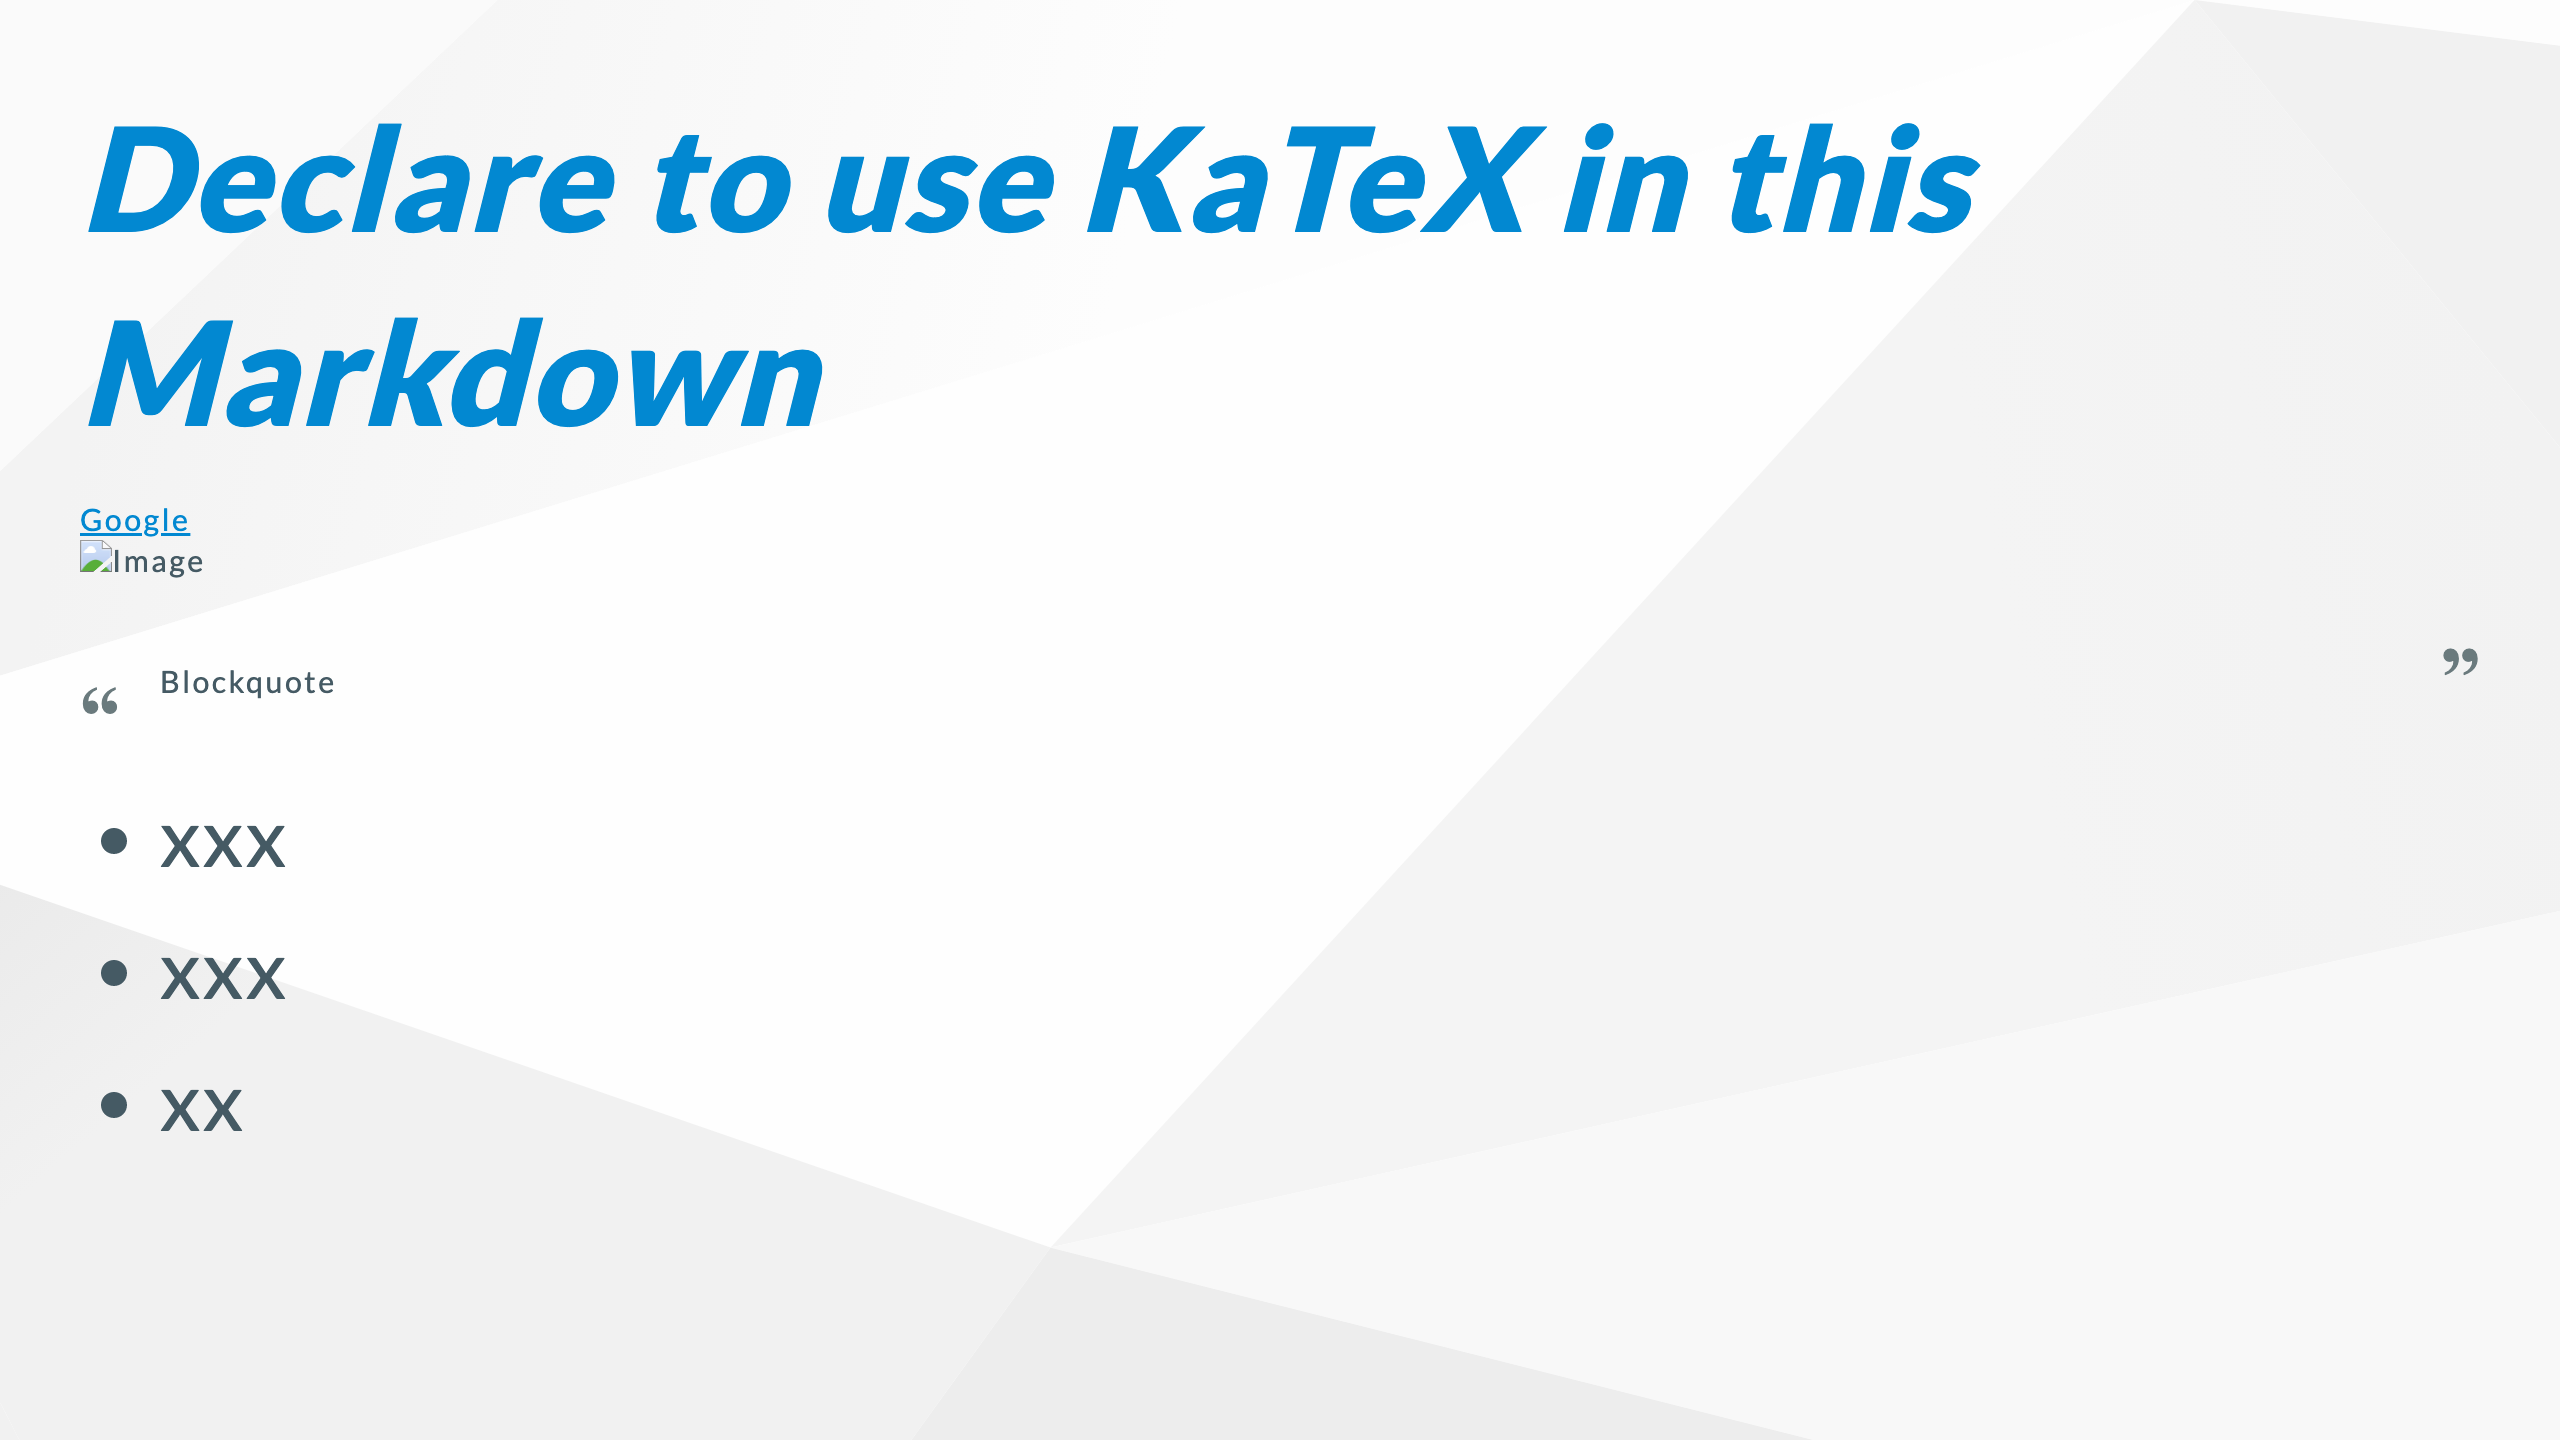 Declare to use KaTeX in this
Markdown
Google
Image
“ Blockquote ”
• XXX
• XXX
• XX